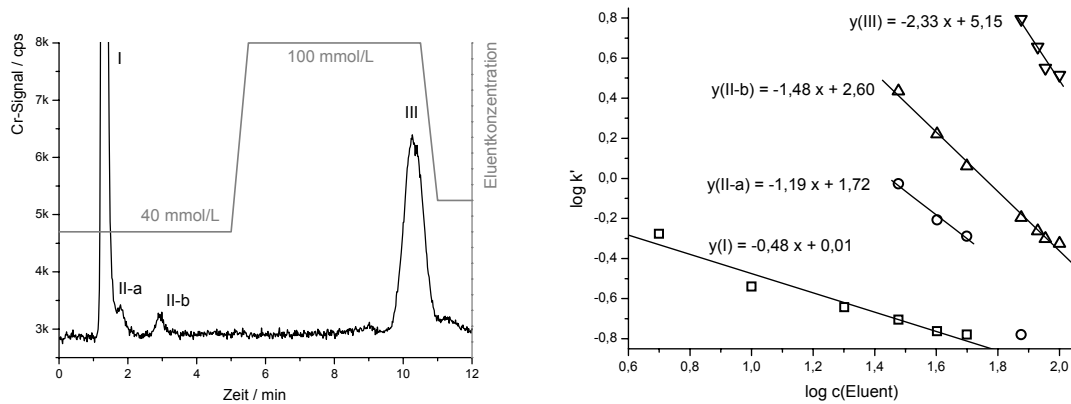 8k
7k
6k
5k
4k
3k
Cr-Signal / cps
I
II-a
II-b
III
40 mmol/L
100 mmol/L
Eluentkonzentration
0 2 4 6 8 10 12
Zeit / min
0,8
0,6
0,4
0,2
0,0
-0,2
-0,4
-0,6
-0,8
log k'
y(III) = -2,33 x + 5,15
y(II-b) = -1,48 x + 2,60
y(II-a) = -1,19 x + 1,72
y(I) = -0,48 x + 0,01
0,6 0,8 1,0 1,2 1,4 1,6 1,8 2,0
log c(Eluent)